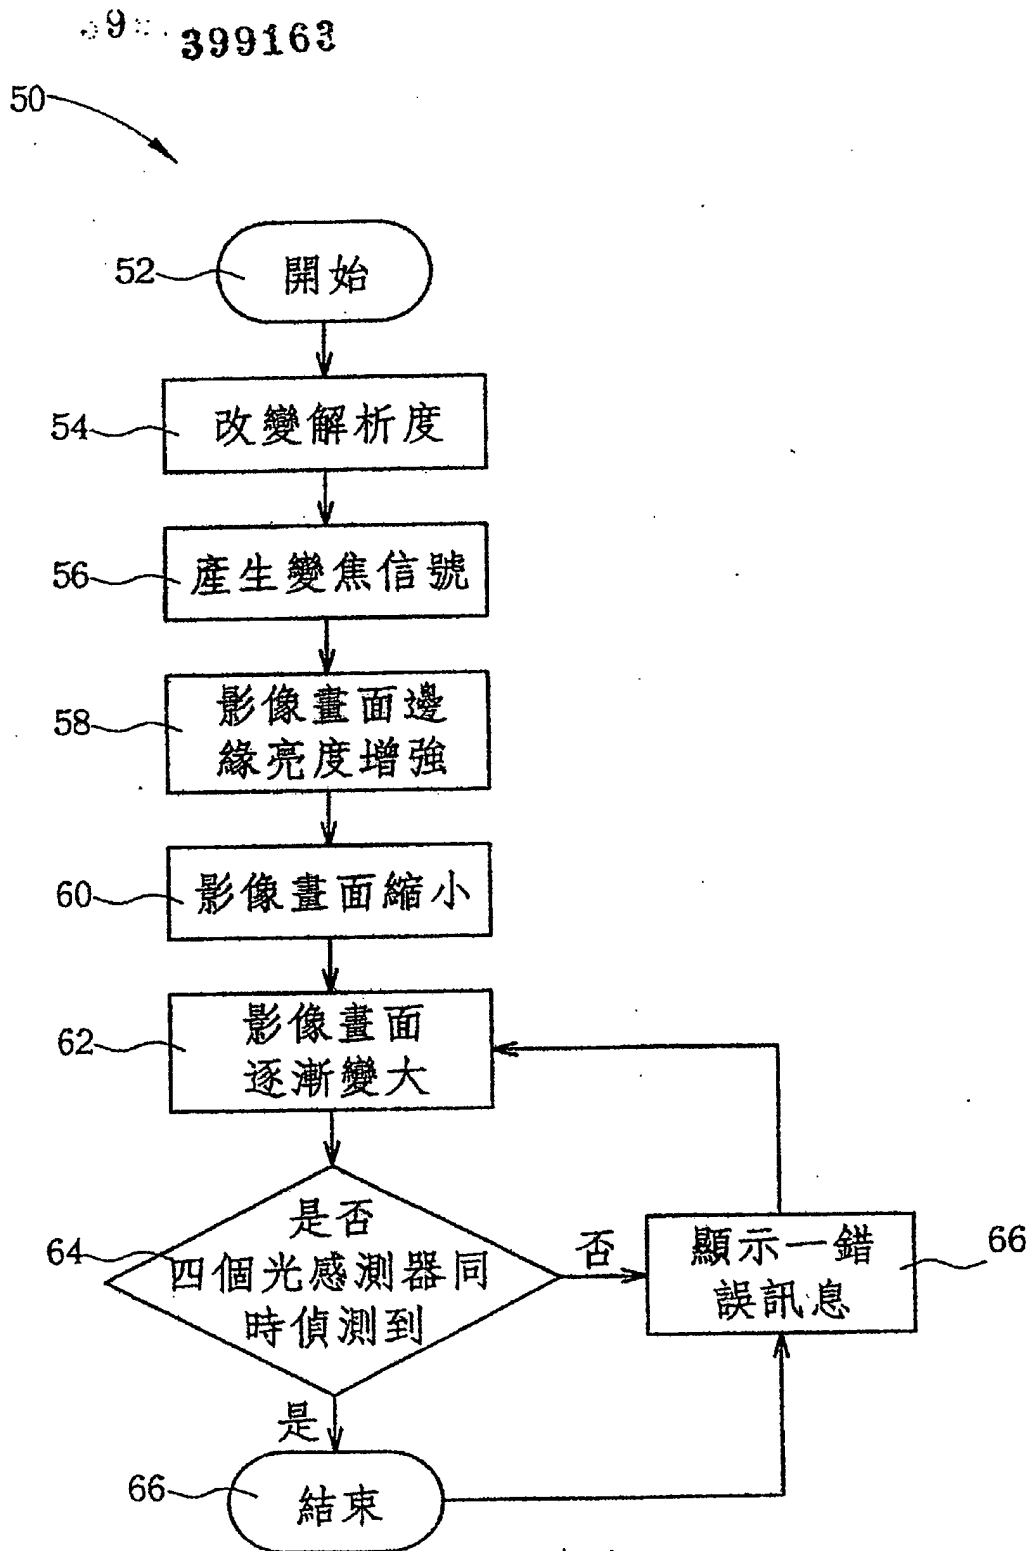 399163
50
52
開始
54
改變解析度
56
產生變焦信號
58
影像畫面邊
緣亮度增強
60
影像畫面縮小
62
影像畫面
逐漸變大
64
是否
四個光感測器同
時偵測到
否
顯示一錯
誤訊息
66
是
66
結束